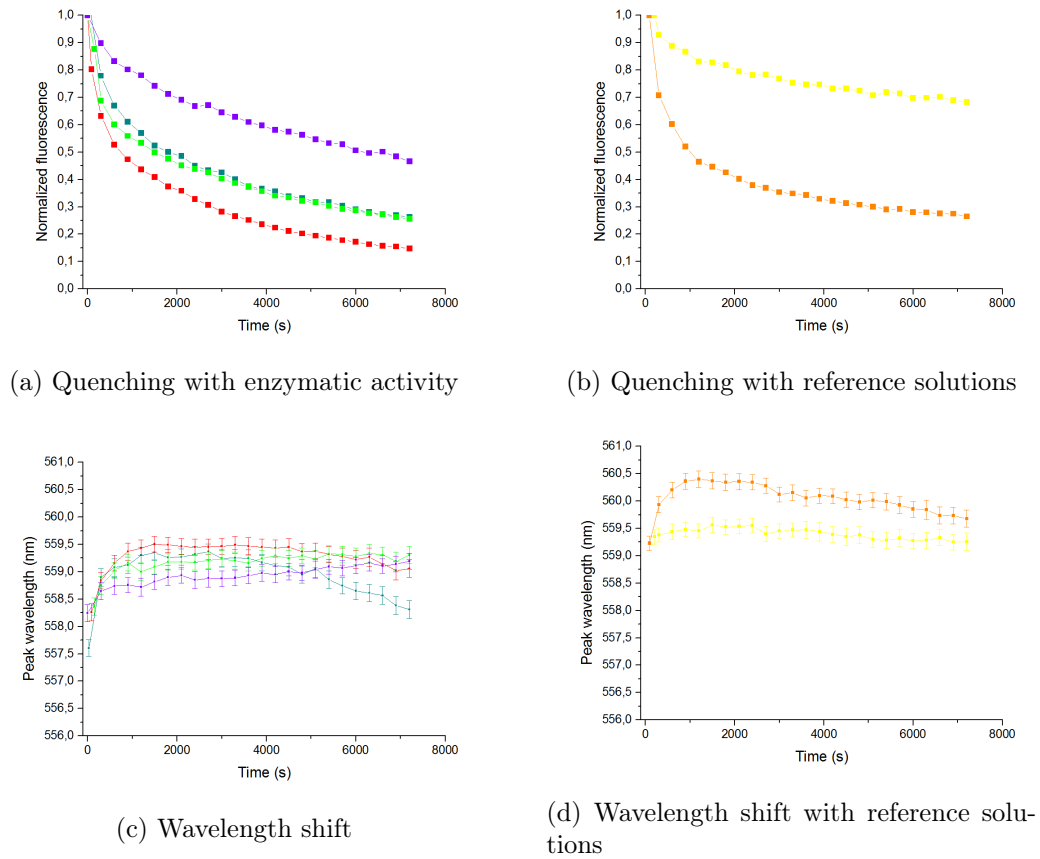 1,0
0,9
0,8
0,7
0,6
0,5
0,4
0,3
0,2
0,1
0,0
Normalized fluorescence
0 2000 4000 6000 8000
Time (s)
(a) Quenching with enzymatic activity
1,0
0,9
0,8
0,7
0,6
0,5
0,4
0,3
0,2
0,1
0,0
Normalized fluorescence
0 2000 4000 6000 8000
Time (s)
(b) Quenching with reference solutions
561,0
560,5
560,0
559,5
559,0
558,5
558,0
557,5
557,0
556,5
556,0
Peak wavelength (nm)
0 2000 4000 6000 8000
Time (s)
(c) Wavelength shift
561,0
560,5
560,0
559,5
559,0
558,5
558,0
557,5
557,0
556,5
556,0
Peak wavelength (nm)
0 2000 4000 6000 8000
Time (s)
(d) Wavelength shift with reference solu-
tions